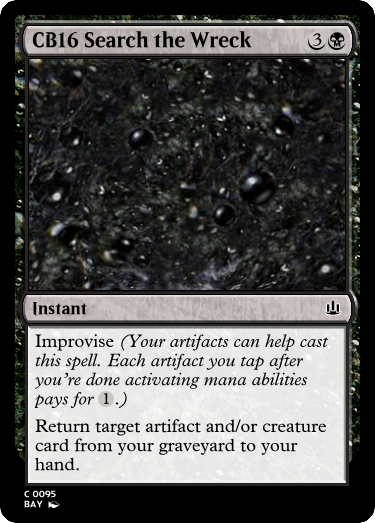 CB16 Search the Wreck 3
Instant
Improvise (Your artifacts can help cast
this spell. Each artifact you tap after
you're done activating mana abilities
pays for 1.)
Return target artifact and/or creature
card from your graveyard to your
hand.
C 0095
BAY